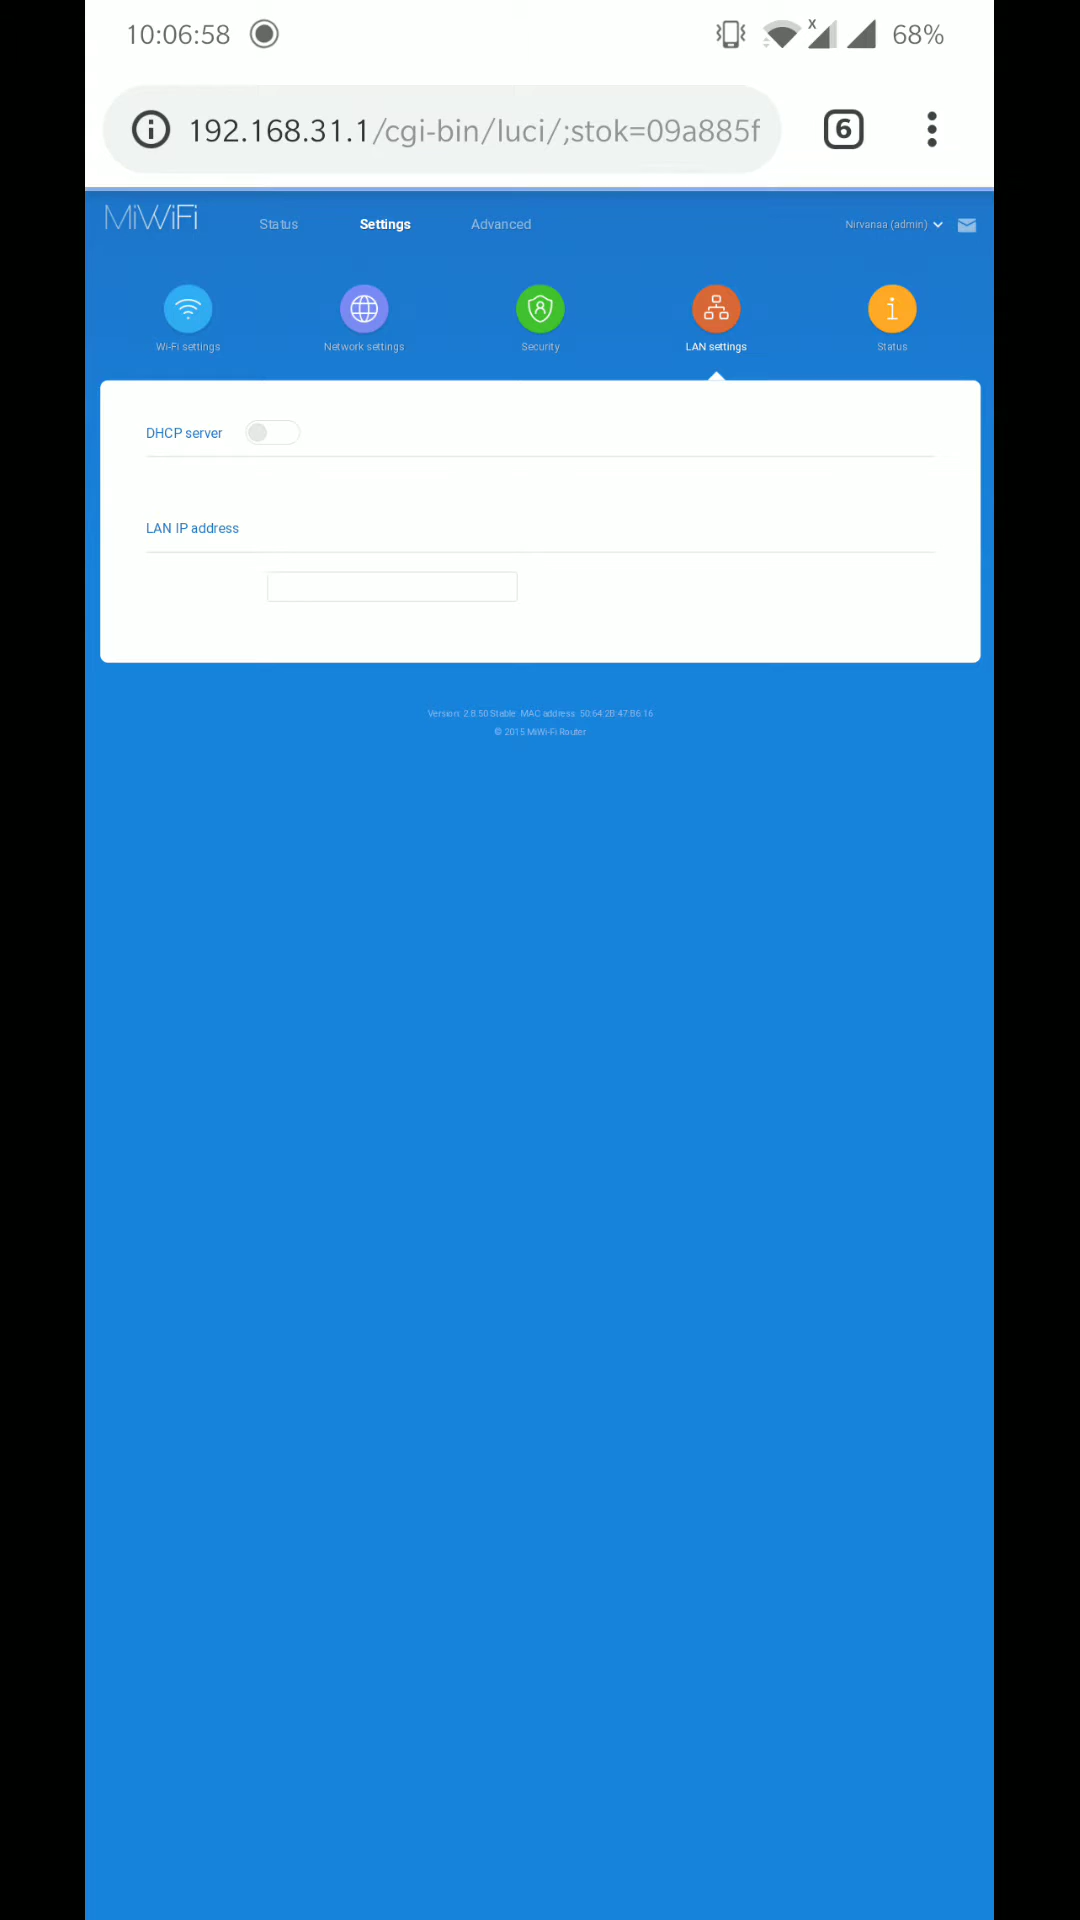 10:06:58 x 68%
192.168.31.1/cgi-bin/luci/;stok=09a885f 6
MiWiFi Status Settings Advanced Nirvanaa (admin)
Wi-Fi settings Network settings Security LAN settings Status
DHCP server
LAN IP address
Version: 2.8.50 Stable MAC address: 50:64:2B:47:B6:16
© 2015 MiWi-Fi Router